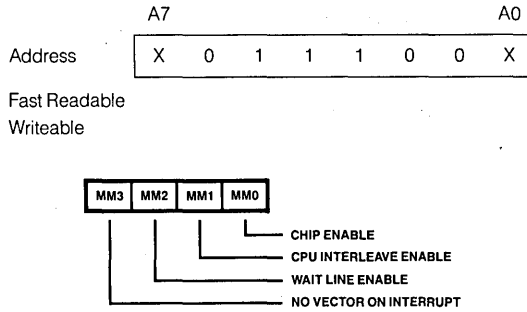 A7 A0
Address X 0 1 1 1 0 0 X
Fast Readable
Writeable
MM3 MM2 MM1 MM0
CHIP ENABLE
CPU INTERLEAVE ENABLE
WAIT LINE ENABLE
NO VECTOR ON INTERRUPT